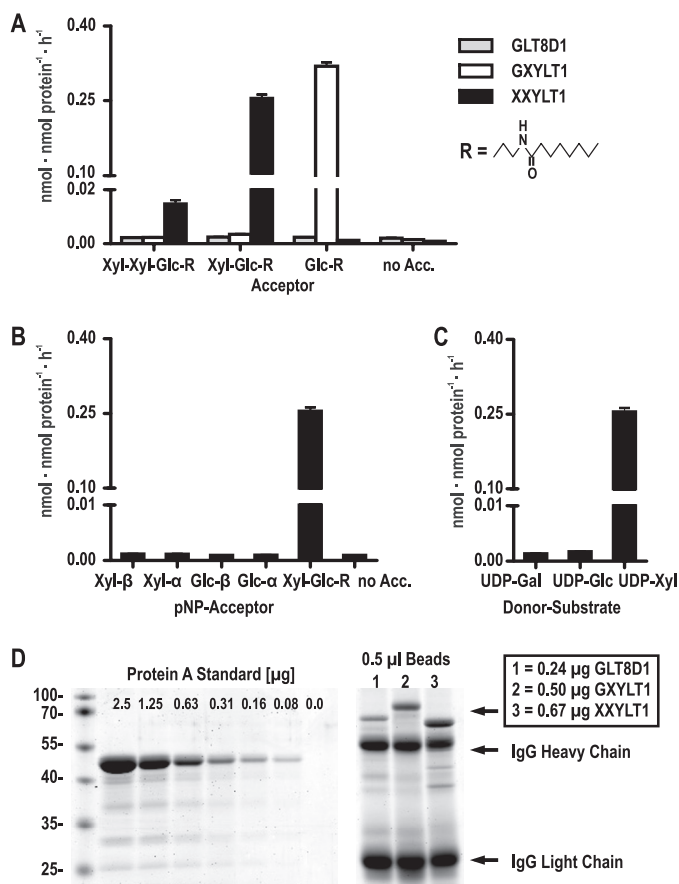 A
nmol · nmol protein⁻¹ · h⁻¹
0.40
0.25
0.10
0.02
0.00
Xyl-Xyl-Glc-R
Xyl-Glc-R
Glc-R
no Acc.
Acceptor
GLT8D1
GXYLT1
XXYLT1
R =
H
N
O
B
nmol · nmol protein⁻¹ · h⁻¹
0.40
0.25
0.10
0.01
0.00
Xyl-β
Xyl-α
Glc-β
Glc-α
Xyl-Glc-R
no Acc.
pNP-Acceptor
C
nmol · nmol protein⁻¹ · h⁻¹
0.40
0.25
0.10
0.01
0.00
UDP-Gal
UDP-Glc
UDP-Xyl
Donor-Substrate
D
Protein A Standard [µg]
2.5 1.25 0.63 0.31 0.16 0.08 0.0
100-
70-
55-
40-
35-
25-
0.5 µl Beads
1 2 3
1 = 0.24 µg GLT8D1
2 = 0.50 µg GXYLT1
3 = 0.67 µg XXYLT1
IgG Heavy Chain
IgG Light Chain